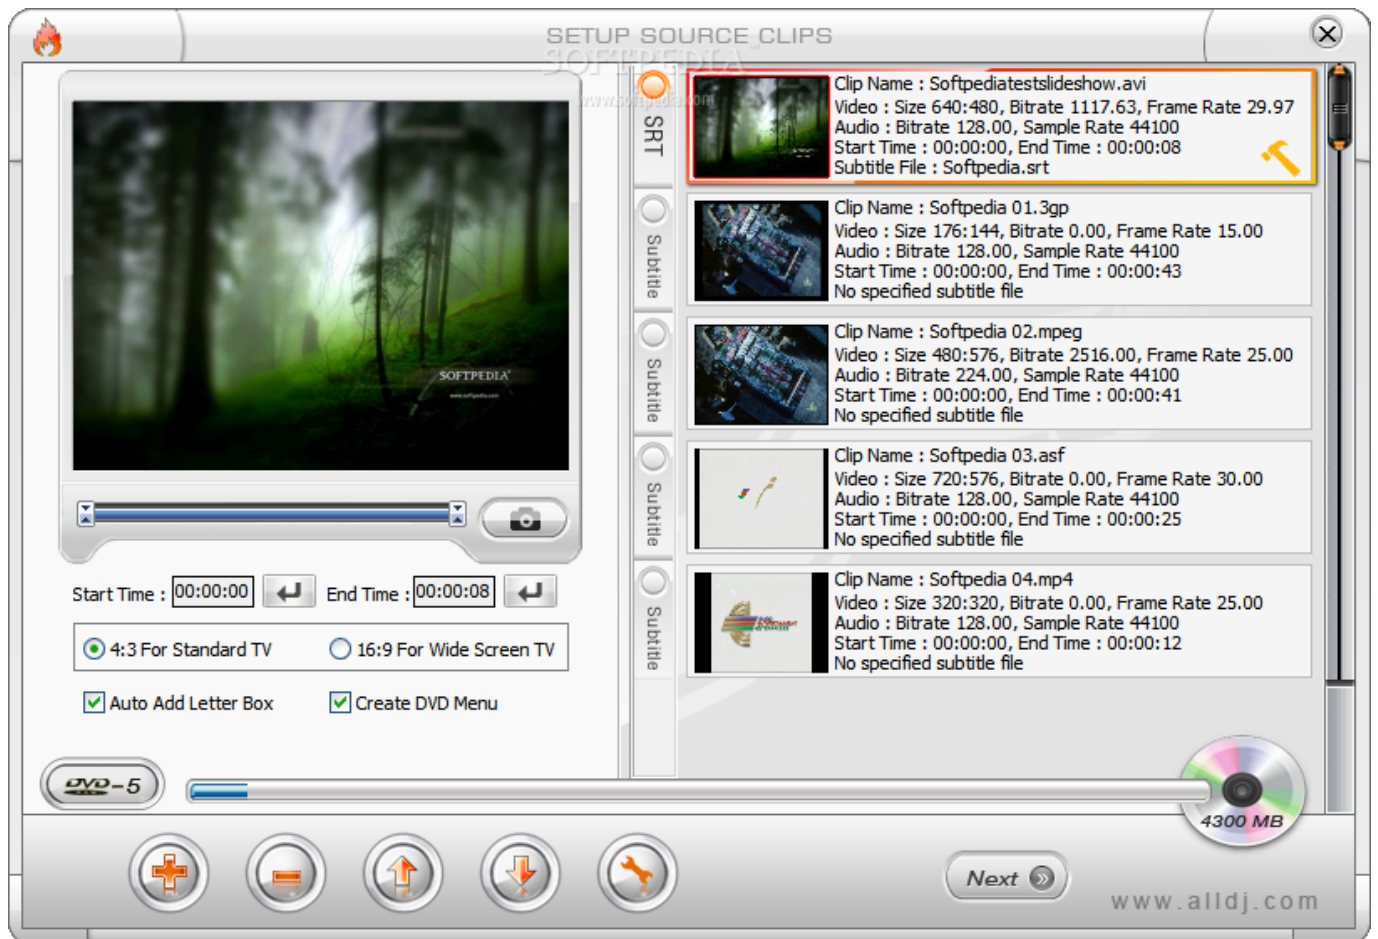 SETUP SOURCE CLIPS
SOFTPEDIA
www.softpedia.com
SOFTPEDIA
www.softpedia.com
Start Time : 00:00:00
End Time : 00:00:08
4:3 For Standard TV
16:9 For Wide Screen TV
Auto Add Letter Box
Create DVD Menu
SRT
Clip Name : Softpediatestslideshow.avi
Video : Size 640:480, Bitrate 1117.63, Frame Rate 29.97
Audio : Bitrate 128.00, Sample Rate 44100
Start Time : 00:00:00, End Time : 00:00:08
Subtitle File : Softpedia.srt
Subtitle
Clip Name : Softpedia 01.3gp
Video : Size 176:144, Bitrate 0.00, Frame Rate 15.00
Audio : Bitrate 128.00, Sample Rate 44100
Start Time : 00:00:00, End Time : 00:00:43
No specified subtitle file
Subtitle
Clip Name : Softpedia 02.mpeg
Video : Size 480:576, Bitrate 2516.00, Frame Rate 25.00
Audio : Bitrate 224.00, Sample Rate 44100
Start Time : 00:00:00, End Time : 00:00:41
No specified subtitle file
Subtitle
Clip Name : Softpedia 03.asf
Video : Size 720:576, Bitrate 0.00, Frame Rate 30.00
Audio : Bitrate 128.00, Sample Rate 44100
Start Time : 00:00:00, End Time : 00:00:25
No specified subtitle file
Subtitle
Clip Name : Softpedia 04.mp4
Video : Size 320:320, Bitrate 0.00, Frame Rate 25.00
Audio : Bitrate 128.00, Sample Rate 44100
Start Time : 00:00:00, End Time : 00:00:12
No specified subtitle file
DVD-5
4300 MB
Next
www.alldj.com